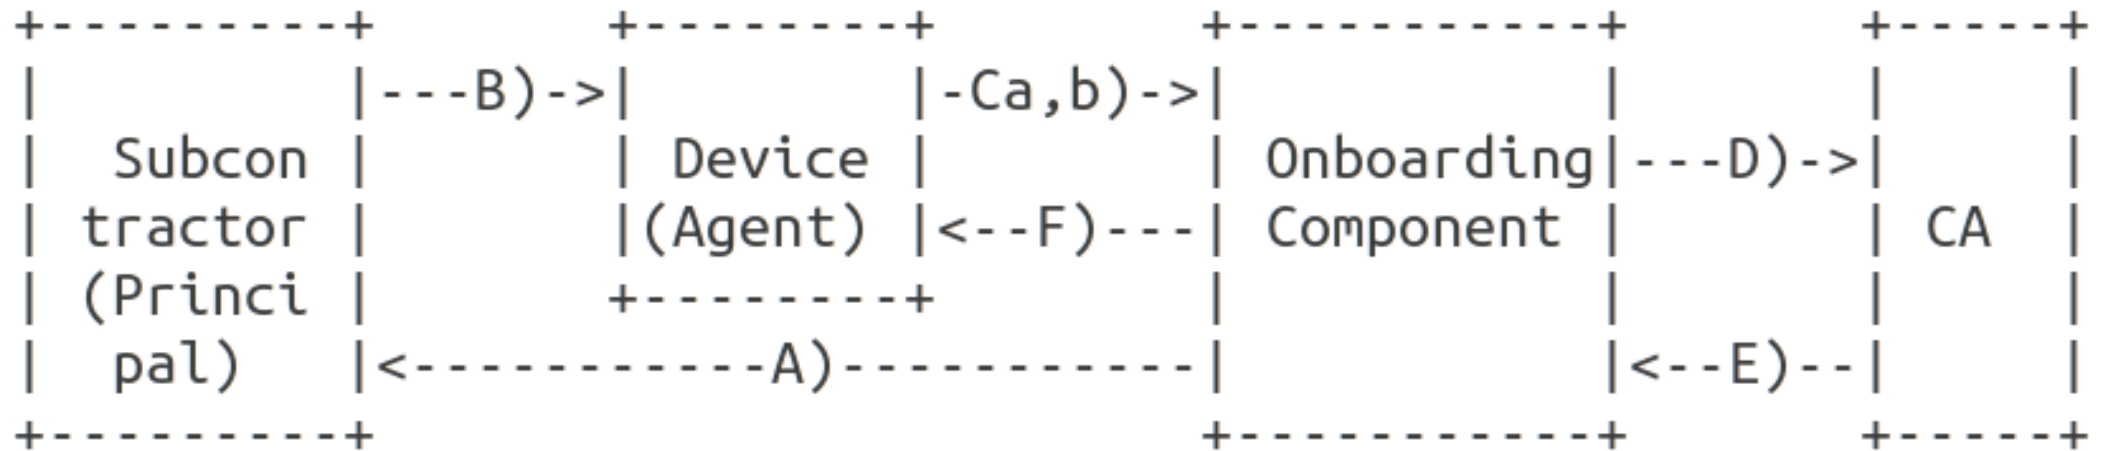 +----------+       +--------+        +-----------+       +-----+
|          |---B)->|        |-Ca,b)->|           |       |     |
|  Subcon  |       | Device |        | Onboarding|---D)->|     |
| tractor  |       |(Agent) |<--F)---| Component |       | CA  |
| (Princi  |       +--------+        |           |       |     |
|  pal)    |<-----------A)-----------|           |<--E)--|     |
+----------+                         +-----------+       +-----+